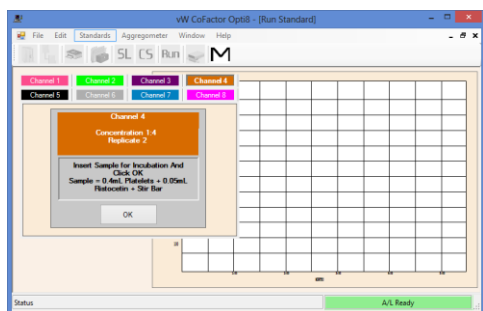 vW CoFactor Opti8 - [Run Standard]
File Edit Standards Aggregometer Window Help
SL CS Run M
Channel 1 Channel 2 Channel 3 Channel 4
Channel 5 Channel 6 Channel 7 Channel 8
Channel 4
Concentration 1:4
Replicate 2
Insert Sample for Incubation And
Click OK
Sample = 0.4mL Platelets + 0.05mL
Ristocetin + Stir Bar
OK
Status A/L Ready